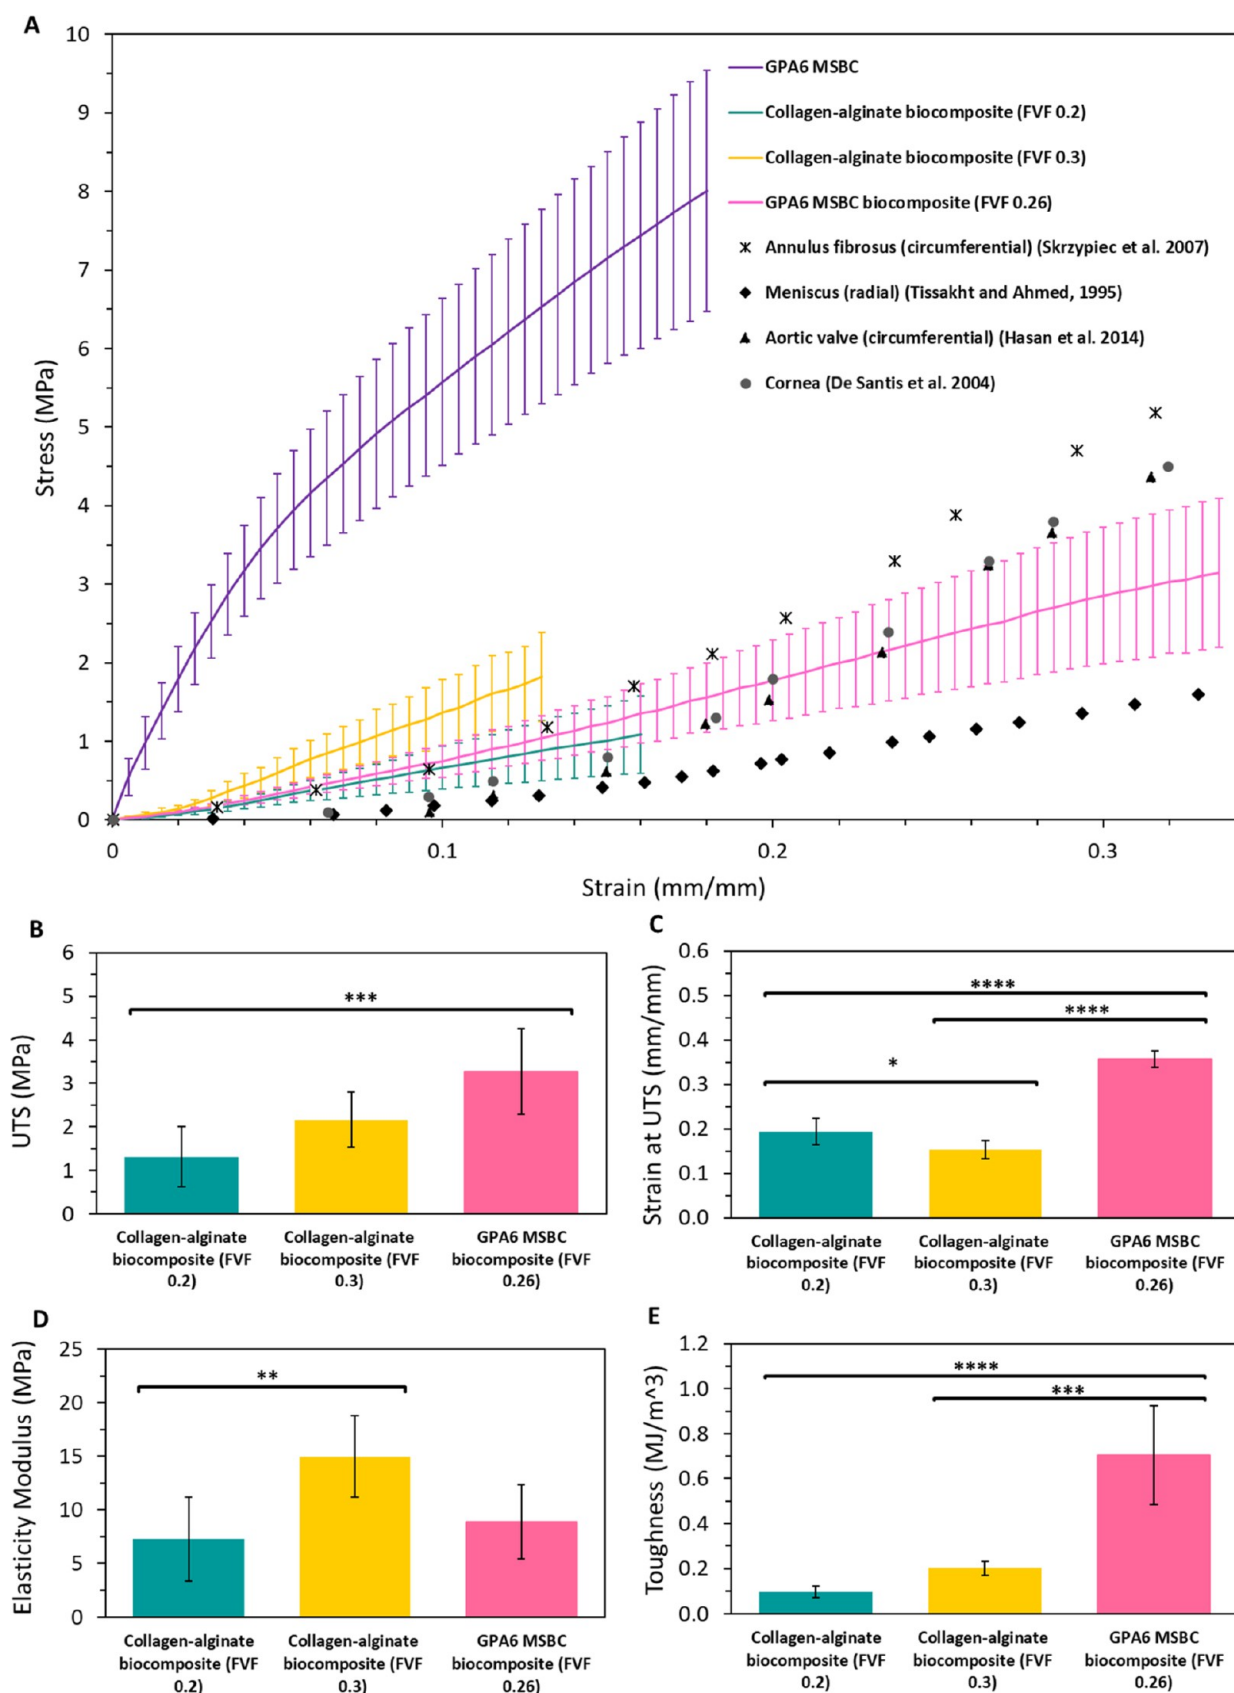 A
10
9
8
7
6
5
4
3
2
1
0
Stress (MPa)
GPA6 MSBC
Collagen-alginate biocomposite (FVF 0.2)
Collagen-alginate biocomposite (FVF 0.3)
GPA6 MSBC biocomposite (FVF 0.26)
Annulus fibrosus (circumferential) (Skrzypiec et al. 2007)
Meniscus (radial) (Tissakht and Ahmed, 1995)
Aortic valve (circumferential) (Hasan et al. 2014)
Cornea (De Santis et al. 2004)
0 0.1 0.2 0.3
Strain (mm/mm)
B
6
5
4
3
2
1
0
UTS (MPa)
***
Collagen-alginate
biocomposite (FVF
0.2)
Collagen-alginate
biocomposite (FVF
0.3)
GPA6 MSBC
biocomposite (FVF
0.26)
C
0.6
0.5
0.4
0.3
0.2
0.1
0.0
Strain at UTS (mm/mm)
****
****
*
Collagen-alginate
biocomposite (FVF
0.2)
Collagen-alginate
biocomposite (FVF
0.3)
GPA6 MSBC
biocomposite (FVF
0.26)
D
25
20
15
10
5
0
Elasticity Modulus (MPa)
**
Collagen-alginate
biocomposite (FVF
0.2)
Collagen-alginate
biocomposite (FVF
0.3)
GPA6 MSBC
biocomposite (FVF
0.26)
E
1.2
1.0
0.8
0.6
0.4
0.2
0.0
Toughness (MJ/m^3)
****
***
Collagen-alginate
biocomposite (FVF
0.2)
Collagen-alginate
biocomposite (FVF
0.3)
GPA6 MSBC
biocomposite (FVF
0.26)